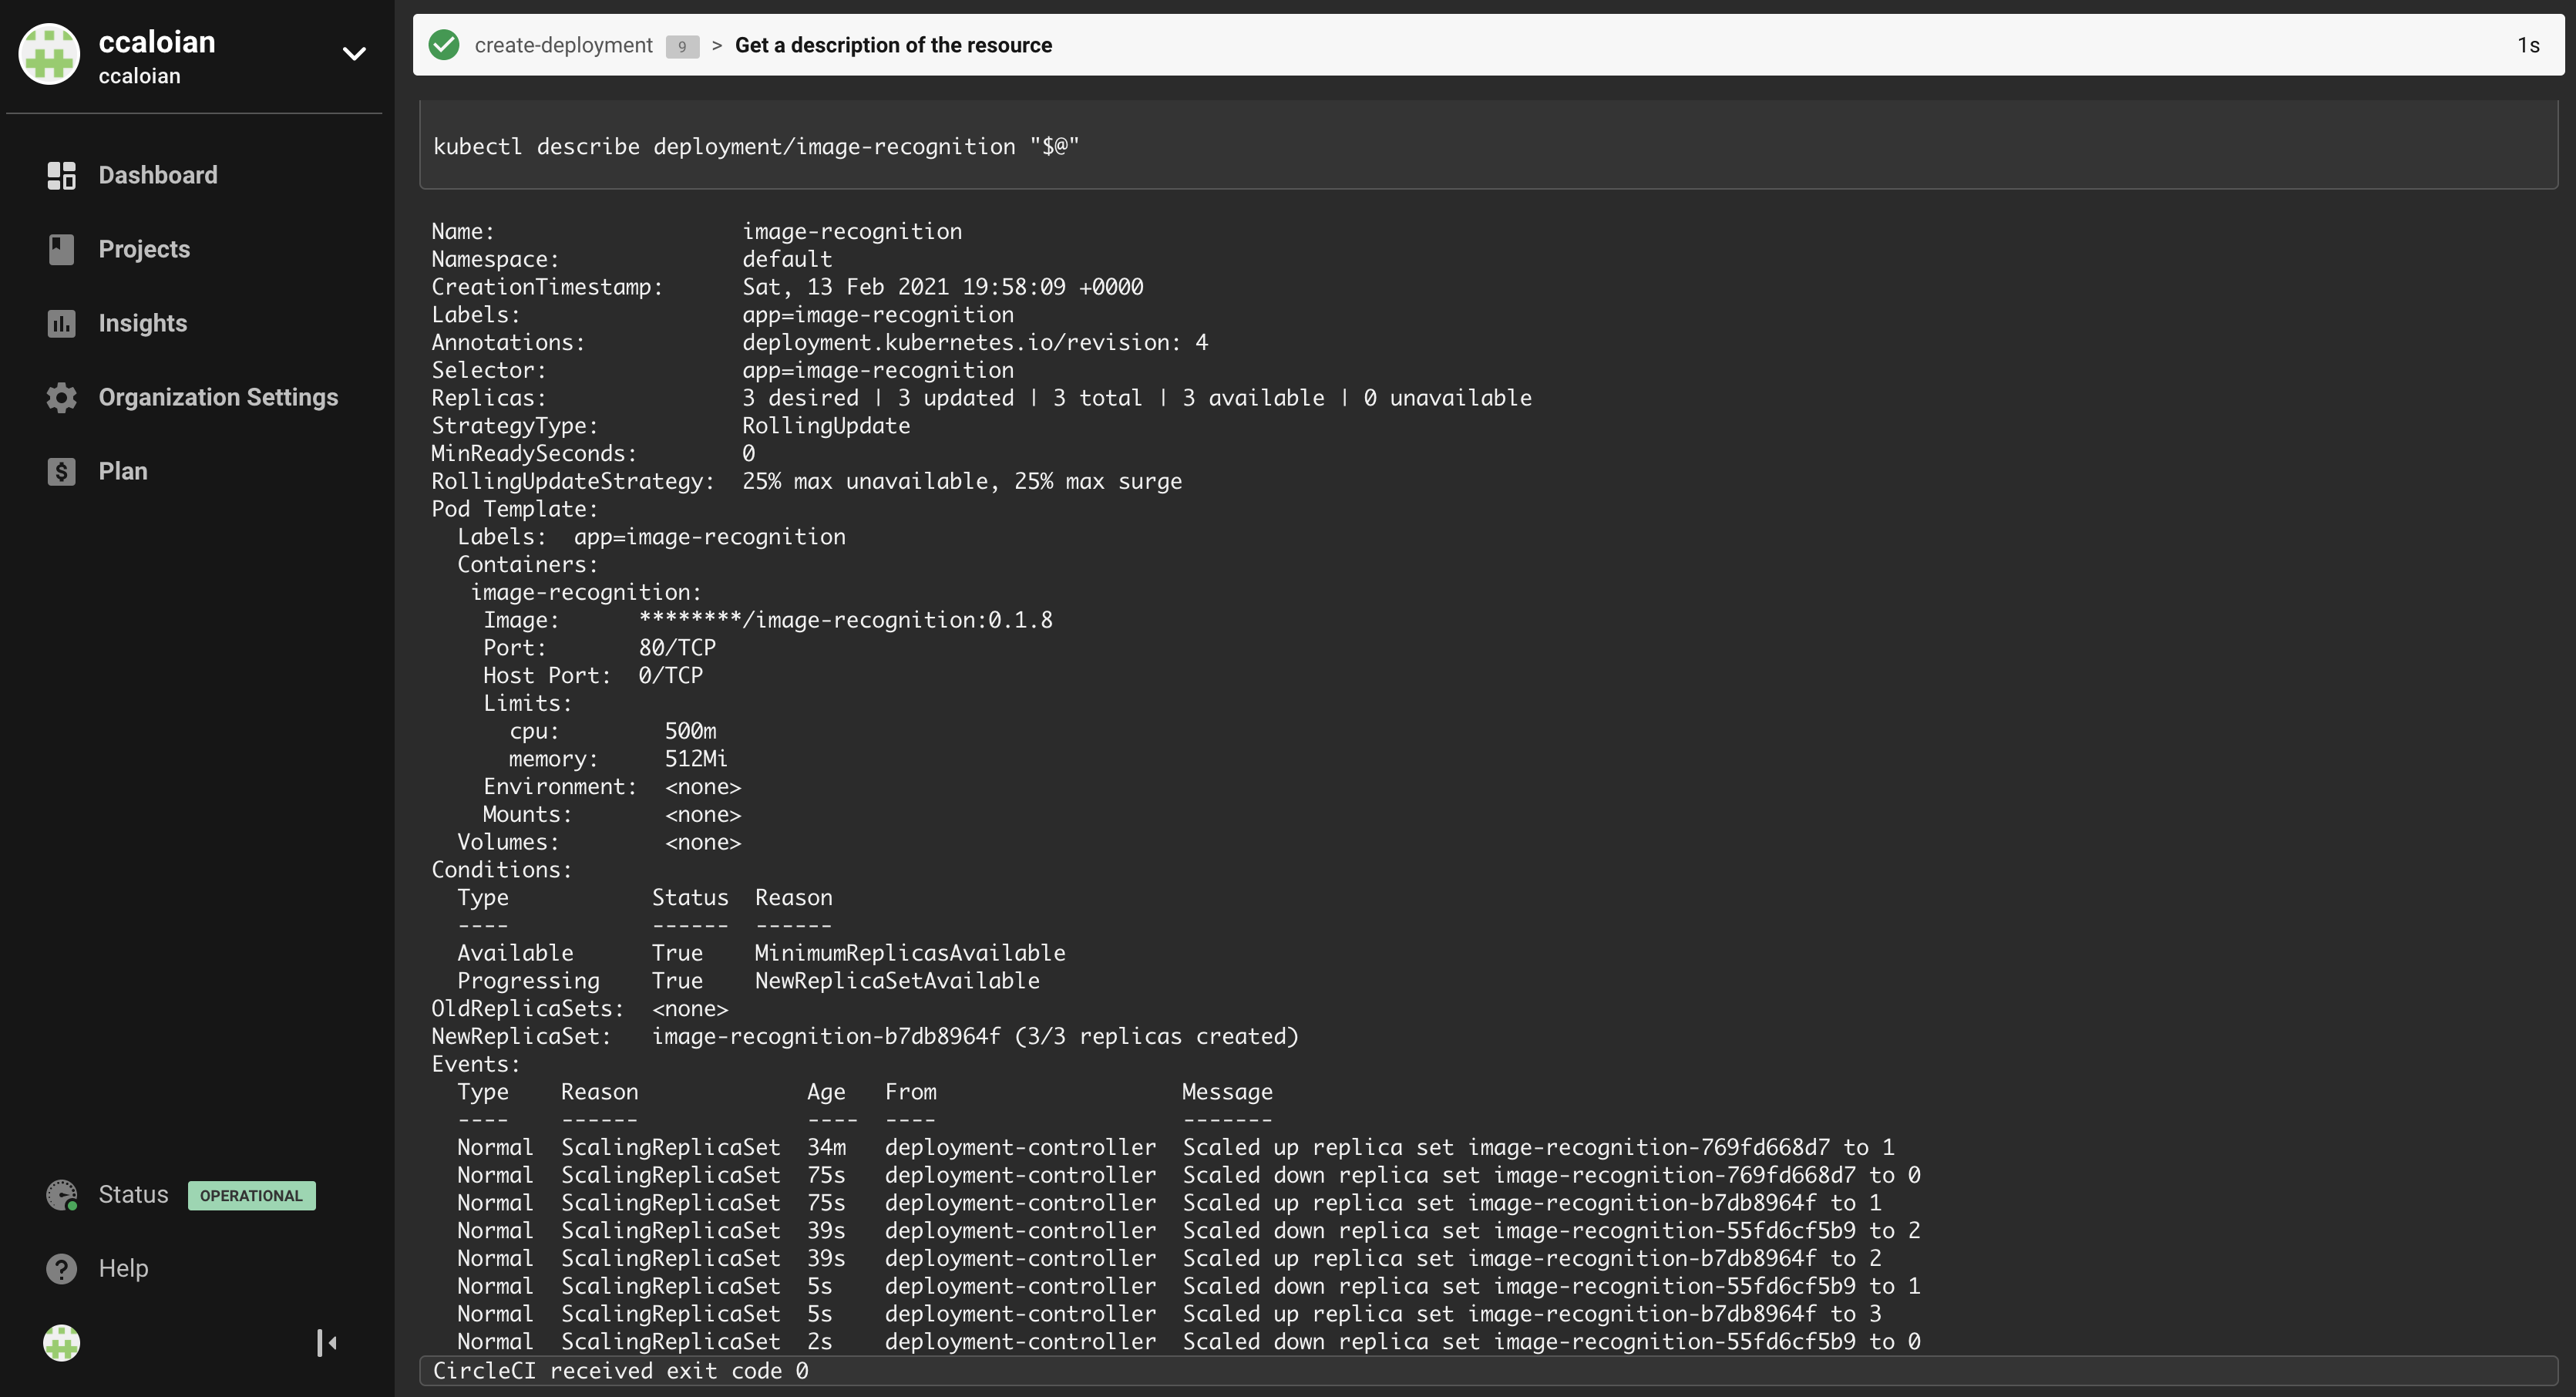 ccaloian
ccaloian
Dashboard
Projects
Insights
Organization Settings
Plan
Status OPERATIONAL
Help
create-deployment 9 > Get a description of the resource 1s
kubectl describe deployment/image-recognition "$@"
Name: image-recognition
Namespace: default
CreationTimestamp: Sat, 13 Feb 2021 19:58:09 +0000
Labels: app=image-recognition
Annotations: deployment.kubernetes.io/revision: 4
Selector: app=image-recognition
Replicas: 3 desired | 3 updated | 3 total | 3 available | 0 unavailable
StrategyType: RollingUpdate
MinReadySeconds: 0
RollingUpdateStrategy: 25% max unavailable, 25% max surge
Pod Template:
Labels: app=image-recognition
Containers:
image-recognition:
Image: ********/image-recognition:0.1.8
Port: 80/TCP
Host Port: 0/TCP
Limits:
cpu: 500m
memory: 512Mi
Environment: <none>
Mounts: <none>
Volumes: <none>
Conditions:
Type Status Reason
---- ------ ------
Available True MinimumReplicasAvailable
Progressing True NewReplicaSetAvailable
OldReplicaSets: <none>
NewReplicaSet: image-recognition-b7db8964f (3/3 replicas created)
Events:
Type Reason Age From Message
---- ------ ---- ---- -------
Normal ScalingReplicaSet 34m deployment-controller Scaled up replica set image-recognition-769fd668d7 to 1
Normal ScalingReplicaSet 75s deployment-controller Scaled down replica set image-recognition-769fd668d7 to 0
Normal ScalingReplicaSet 75s deployment-controller Scaled up replica set image-recognition-b7db8964f to 1
Normal ScalingReplicaSet 39s deployment-controller Scaled down replica set image-recognition-55fd6cf5b9 to 2
Normal ScalingReplicaSet 39s deployment-controller Scaled up replica set image-recognition-b7db8964f to 2
Normal ScalingReplicaSet 5s deployment-controller Scaled down replica set image-recognition-55fd6cf5b9 to 1
Normal ScalingReplicaSet 5s deployment-controller Scaled up replica set image-recognition-b7db8964f to 3
Normal ScalingReplicaSet 2s deployment-controller Scaled down replica set image-recognition-55fd6cf5b9 to 0
CircleCI received exit code 0